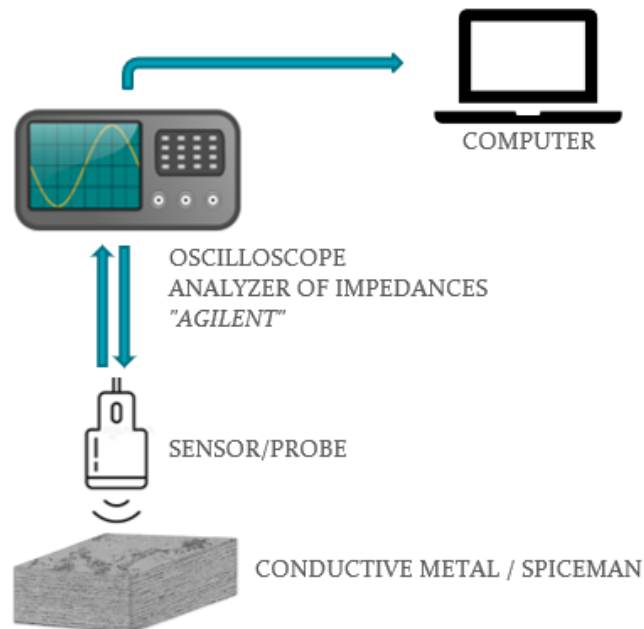 COMPUTER
OSCILLOSCOPE
ANALYZER OF IMPEDANCES
"AGILENT"
SENSOR/PROBE
CONDUCTIVE METAL / SPICEMAN